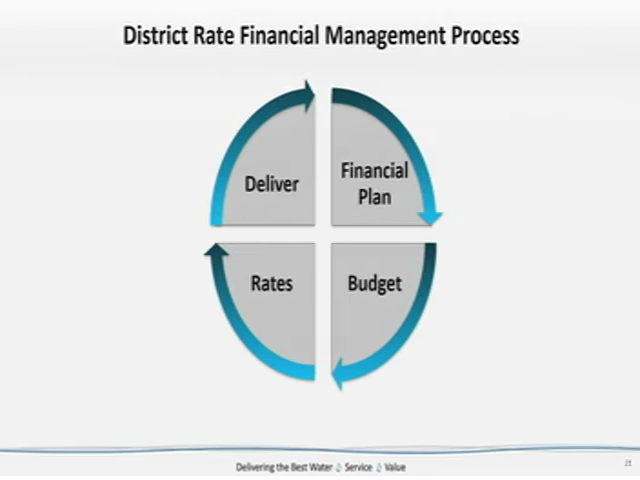 District Rate Financial Management Process
Deliver
Financial
Plan
Rates
Budget
Delivering the Best Water Service Value